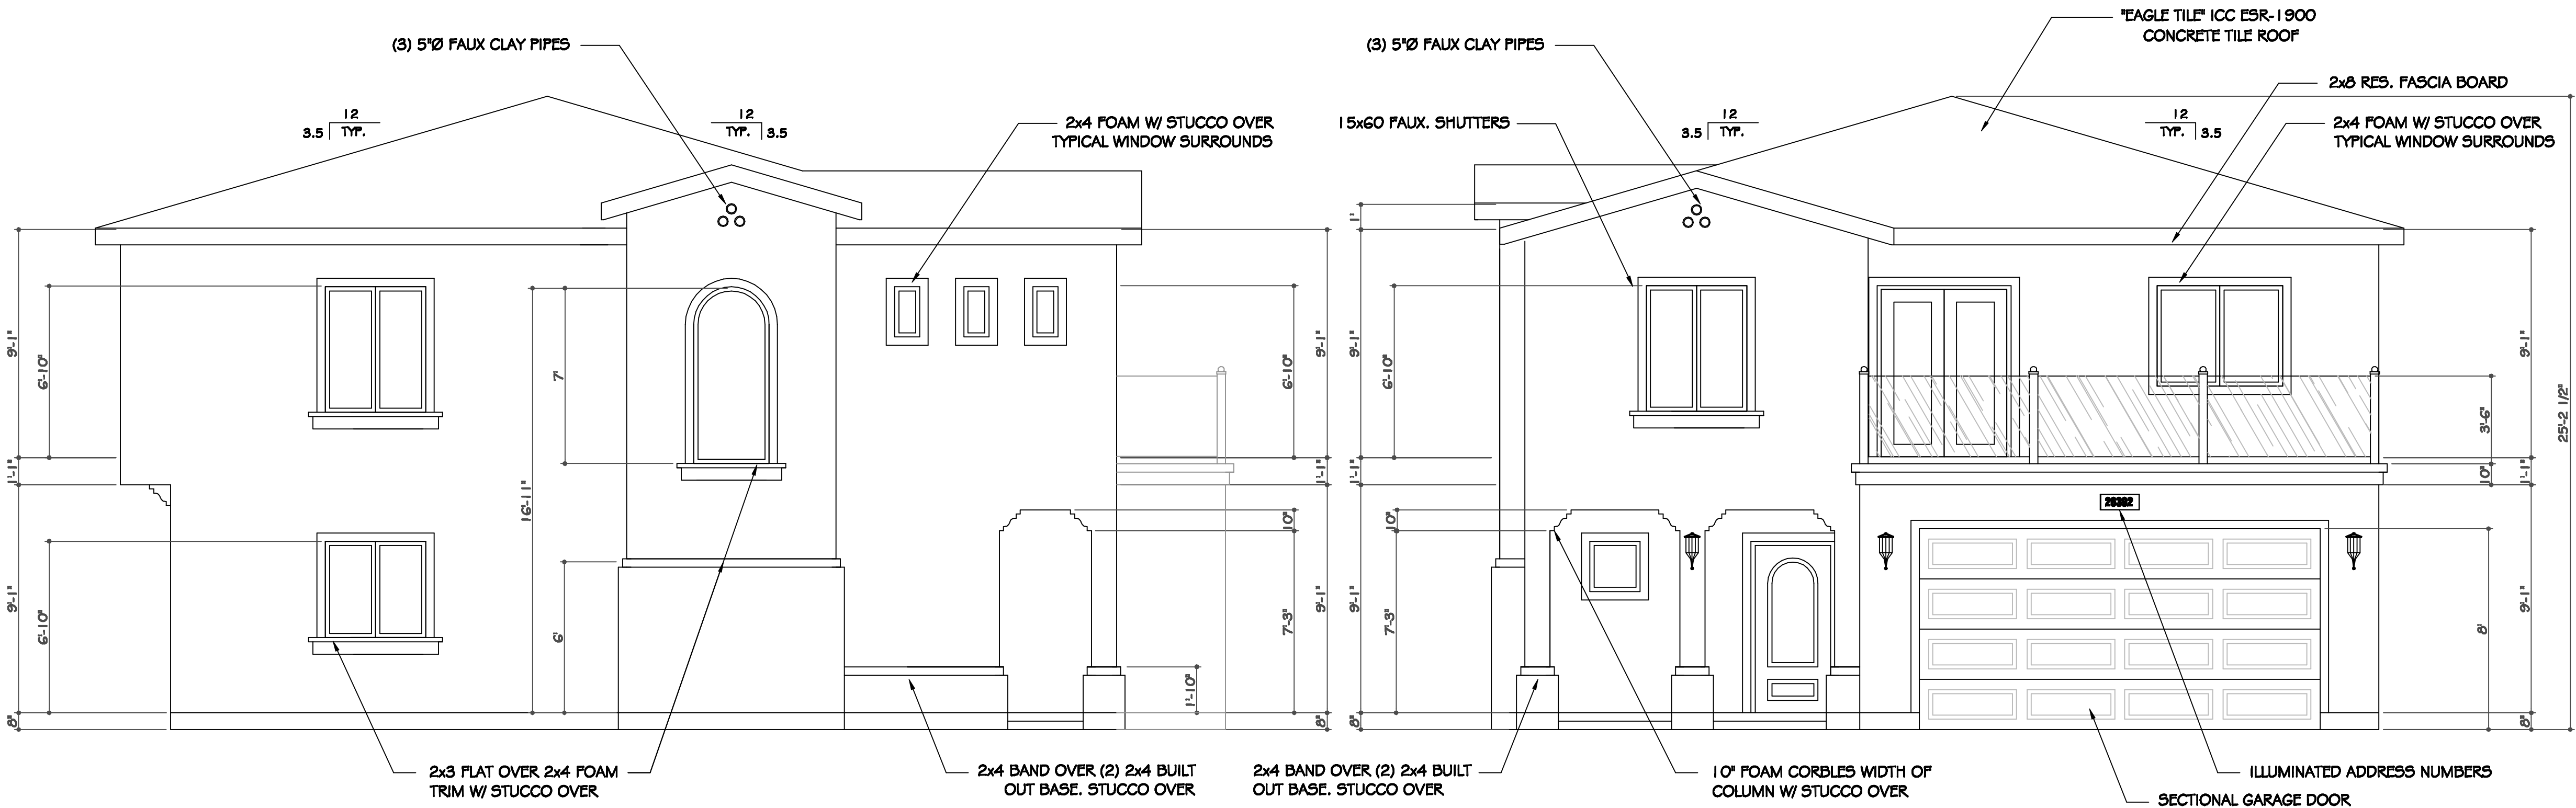 "EAGLE TILE" ICC ESR-1900
CONCRETE TILE ROOF
(3) 5"Ø FAUX CLAY PIPES
(3) 5"Ø FAUX CLAY PIPES
2x8 RES. FASCIA BOARD
12
3.5 TYP.
12
TYP. 3.5
2x4 FOAM W/ STUCCO OVER
TYPICAL WINDOW SURROUNDS
15x60 FAUX. SHUTTERS
12
3.5 TYP.
12
TYP. 3.5
2x4 FOAM W/ STUCCO OVER
TYPICAL WINDOW SURROUNDS
9'-1"
6'-10"
1'-1"
9'-1"
6'-10"
8"
7'
16'-11"
6'
6'-10"
9'-1"
1'-1"
10"
7'-3"
9'-1"
1'-10"
8"
1'
9'-1"
6'-10"
1'-1"
10"
9'-1"
7'-3"
8"
9'-1"
3'-6"
25'-2 1/2"
10"
1'-1"
9'-1"
8'
8"
2x3 FLAT OVER 2x4 FOAM
TRIM W/ STUCCO OVER
2x4 BAND OVER (2) 2x4 BUILT
OUT BASE. STUCCO OVER
2x4 BAND OVER (2) 2x4 BUILT
OUT BASE. STUCCO OVER
10" FOAM CORBLES WIDTH OF
COLUMN W/ STUCCO OVER
ILLUMINATED ADDRESS NUMBERS
SECTIONAL GARAGE DOOR